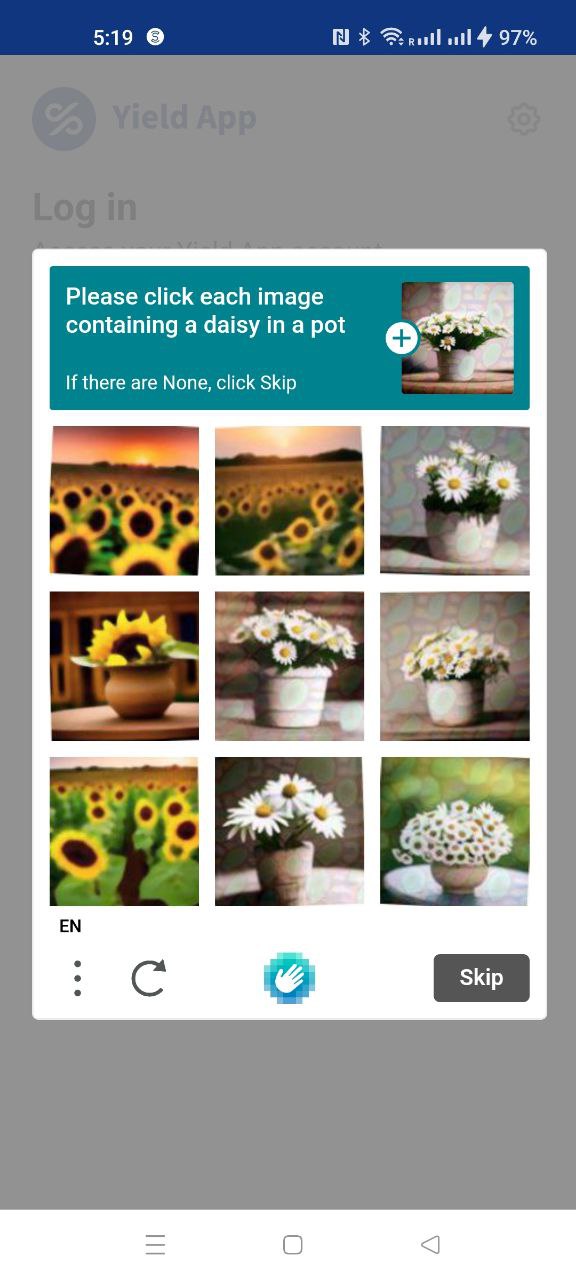 5:19
R
97%
Yield App
Log in
Access your Yield App account
Please click each image
containing a daisy in a pot
If there are None, click Skip
EN
Skip